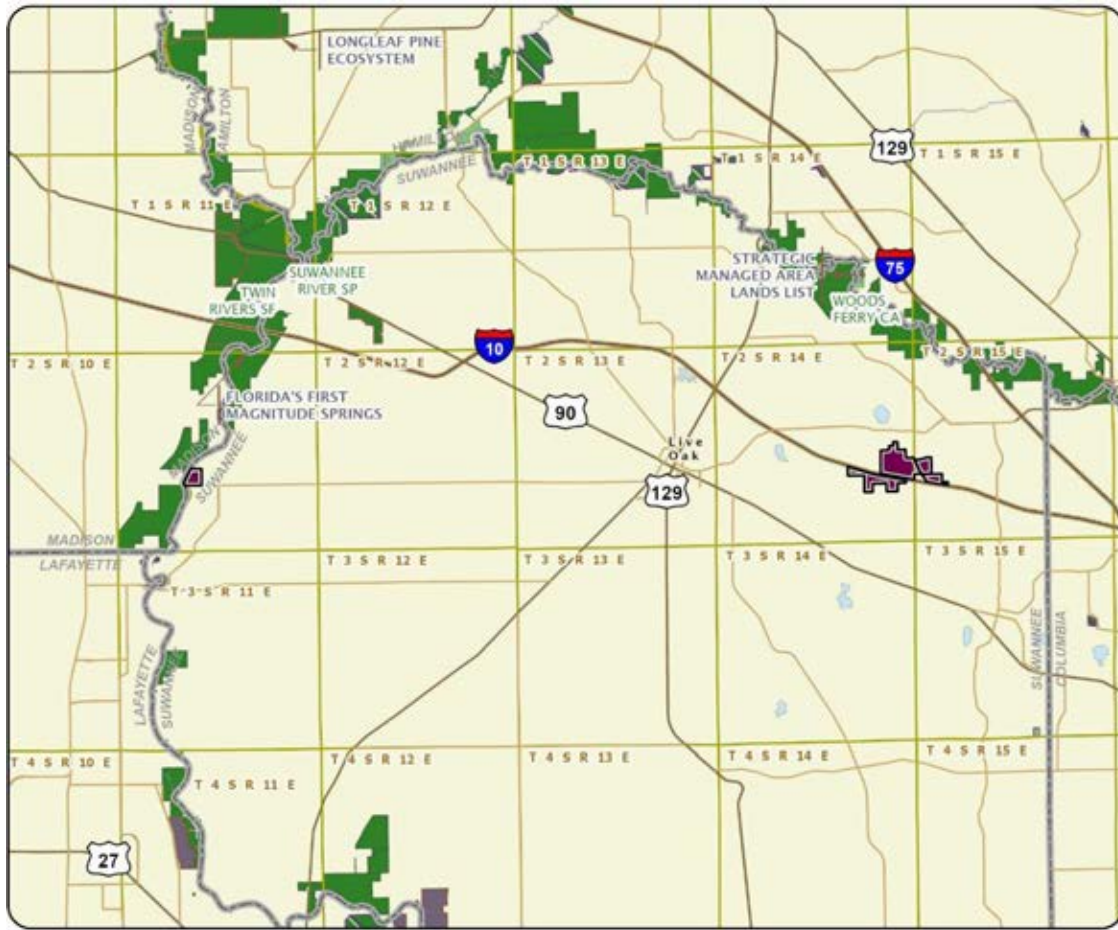 LONGLEAF PINE
ECOSYSTEM
MADISON
HAMILTON
129
HAMILTON
SUWANNEE
T 1 S R 13 E
T 1 S R 14 E
T 1 S R 15 E
T 1 S R 11 E
T 1 S R 12 E
SUWANNEE
RIVER SP
TWIN
RIVERS SF
STRATEGIC
MANAGED AREA
LANDS LIST
75
WOODS
FERRY CA
10
T 2 S R 10 E
T 2 S R 12 E
T 2 S R 13 E
T 2 S R 14 E
T 2 S R 15 E
FLORIDA'S FIRST
MAGNITUDE SPRINGS
90
MADISON
SUWANNEE
Live
Oak
129
MADISON
LAFAYETTE
T 3 S R 12 E
T 3 S R 13 E
T 3 S R 14 E
T 3 S R 15 E
T 3 S R 11 E
LAFAYETTE
SUWANNEE
SUWANNEE
COLUMBIA
T 4 S R 10 E
T 4 S R 12 E
T 4 S R 13 E
T 4 S R 14 E
T 4 S R 15 E
T 4 S R 11 E
27